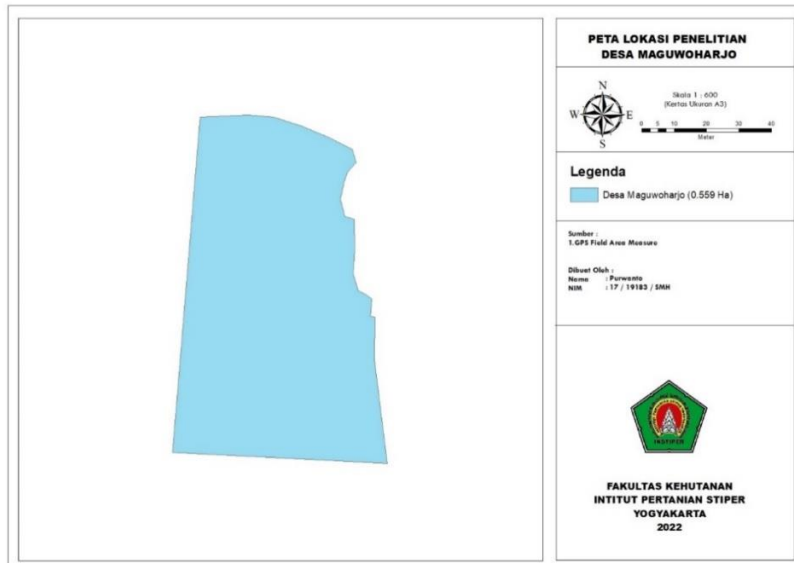 PETA LOKASI PENELITIAN
DESA MAGUWOHARJO
N
W E
S
Skala 1 : 600
(Kertas Ukuran A3)
0 5 10 20 30 40
Meter
Legenda
Desa Maguwoharjo (0.559 Ha)
Sumber :
1.GPS Field Area Measure
Dibuat Oleh :
Nama : Purwanto
NIM : 17 / 19183 / SMH
INSTIPER
FAKULTAS KEHUTANAN
INTITUT PERTANIAN STIPER
YOGYAKARTA
2022